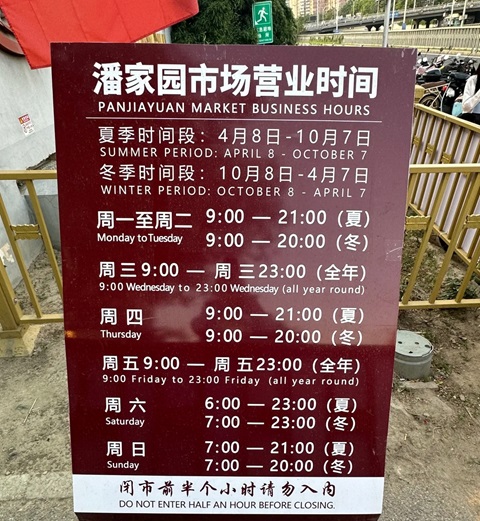 潘家园市场营业时间
PANJIAYUAN MARKET BUSINESS HOURS
夏季时间段：4月8日-10月7日
SUMMER PERIOD: APRIL 8 - OCTOBER 7
冬季时间段：10月8日-4月7日
WINTER PERIOD: OCTOBER 8 - APRIL 7
周一至周二 9:00 — 21:00（夏）
Monday to Tuesday 9:00 — 20:00（冬）
周三9:00 — 周三23:00（全年）
9:00 Wednesday to 23:00 Wednesday (all year round)
周四 9:00 — 21:00（夏）
Thursday 9:00 — 20:00（冬）
周五9:00 — 周五23:00（全年）
9:00 Friday to 23:00 Friday (all year round)
周六 6:00 — 23:00（夏）
Saturday 7:00 — 23:00（冬）
周日 7:00 — 21:00（夏）
Sunday 7:00 — 20:00（冬）
闭市前半个小时请勿入内
DO NOT ENTER HALF AN HOUR BEFORE CLOSING.